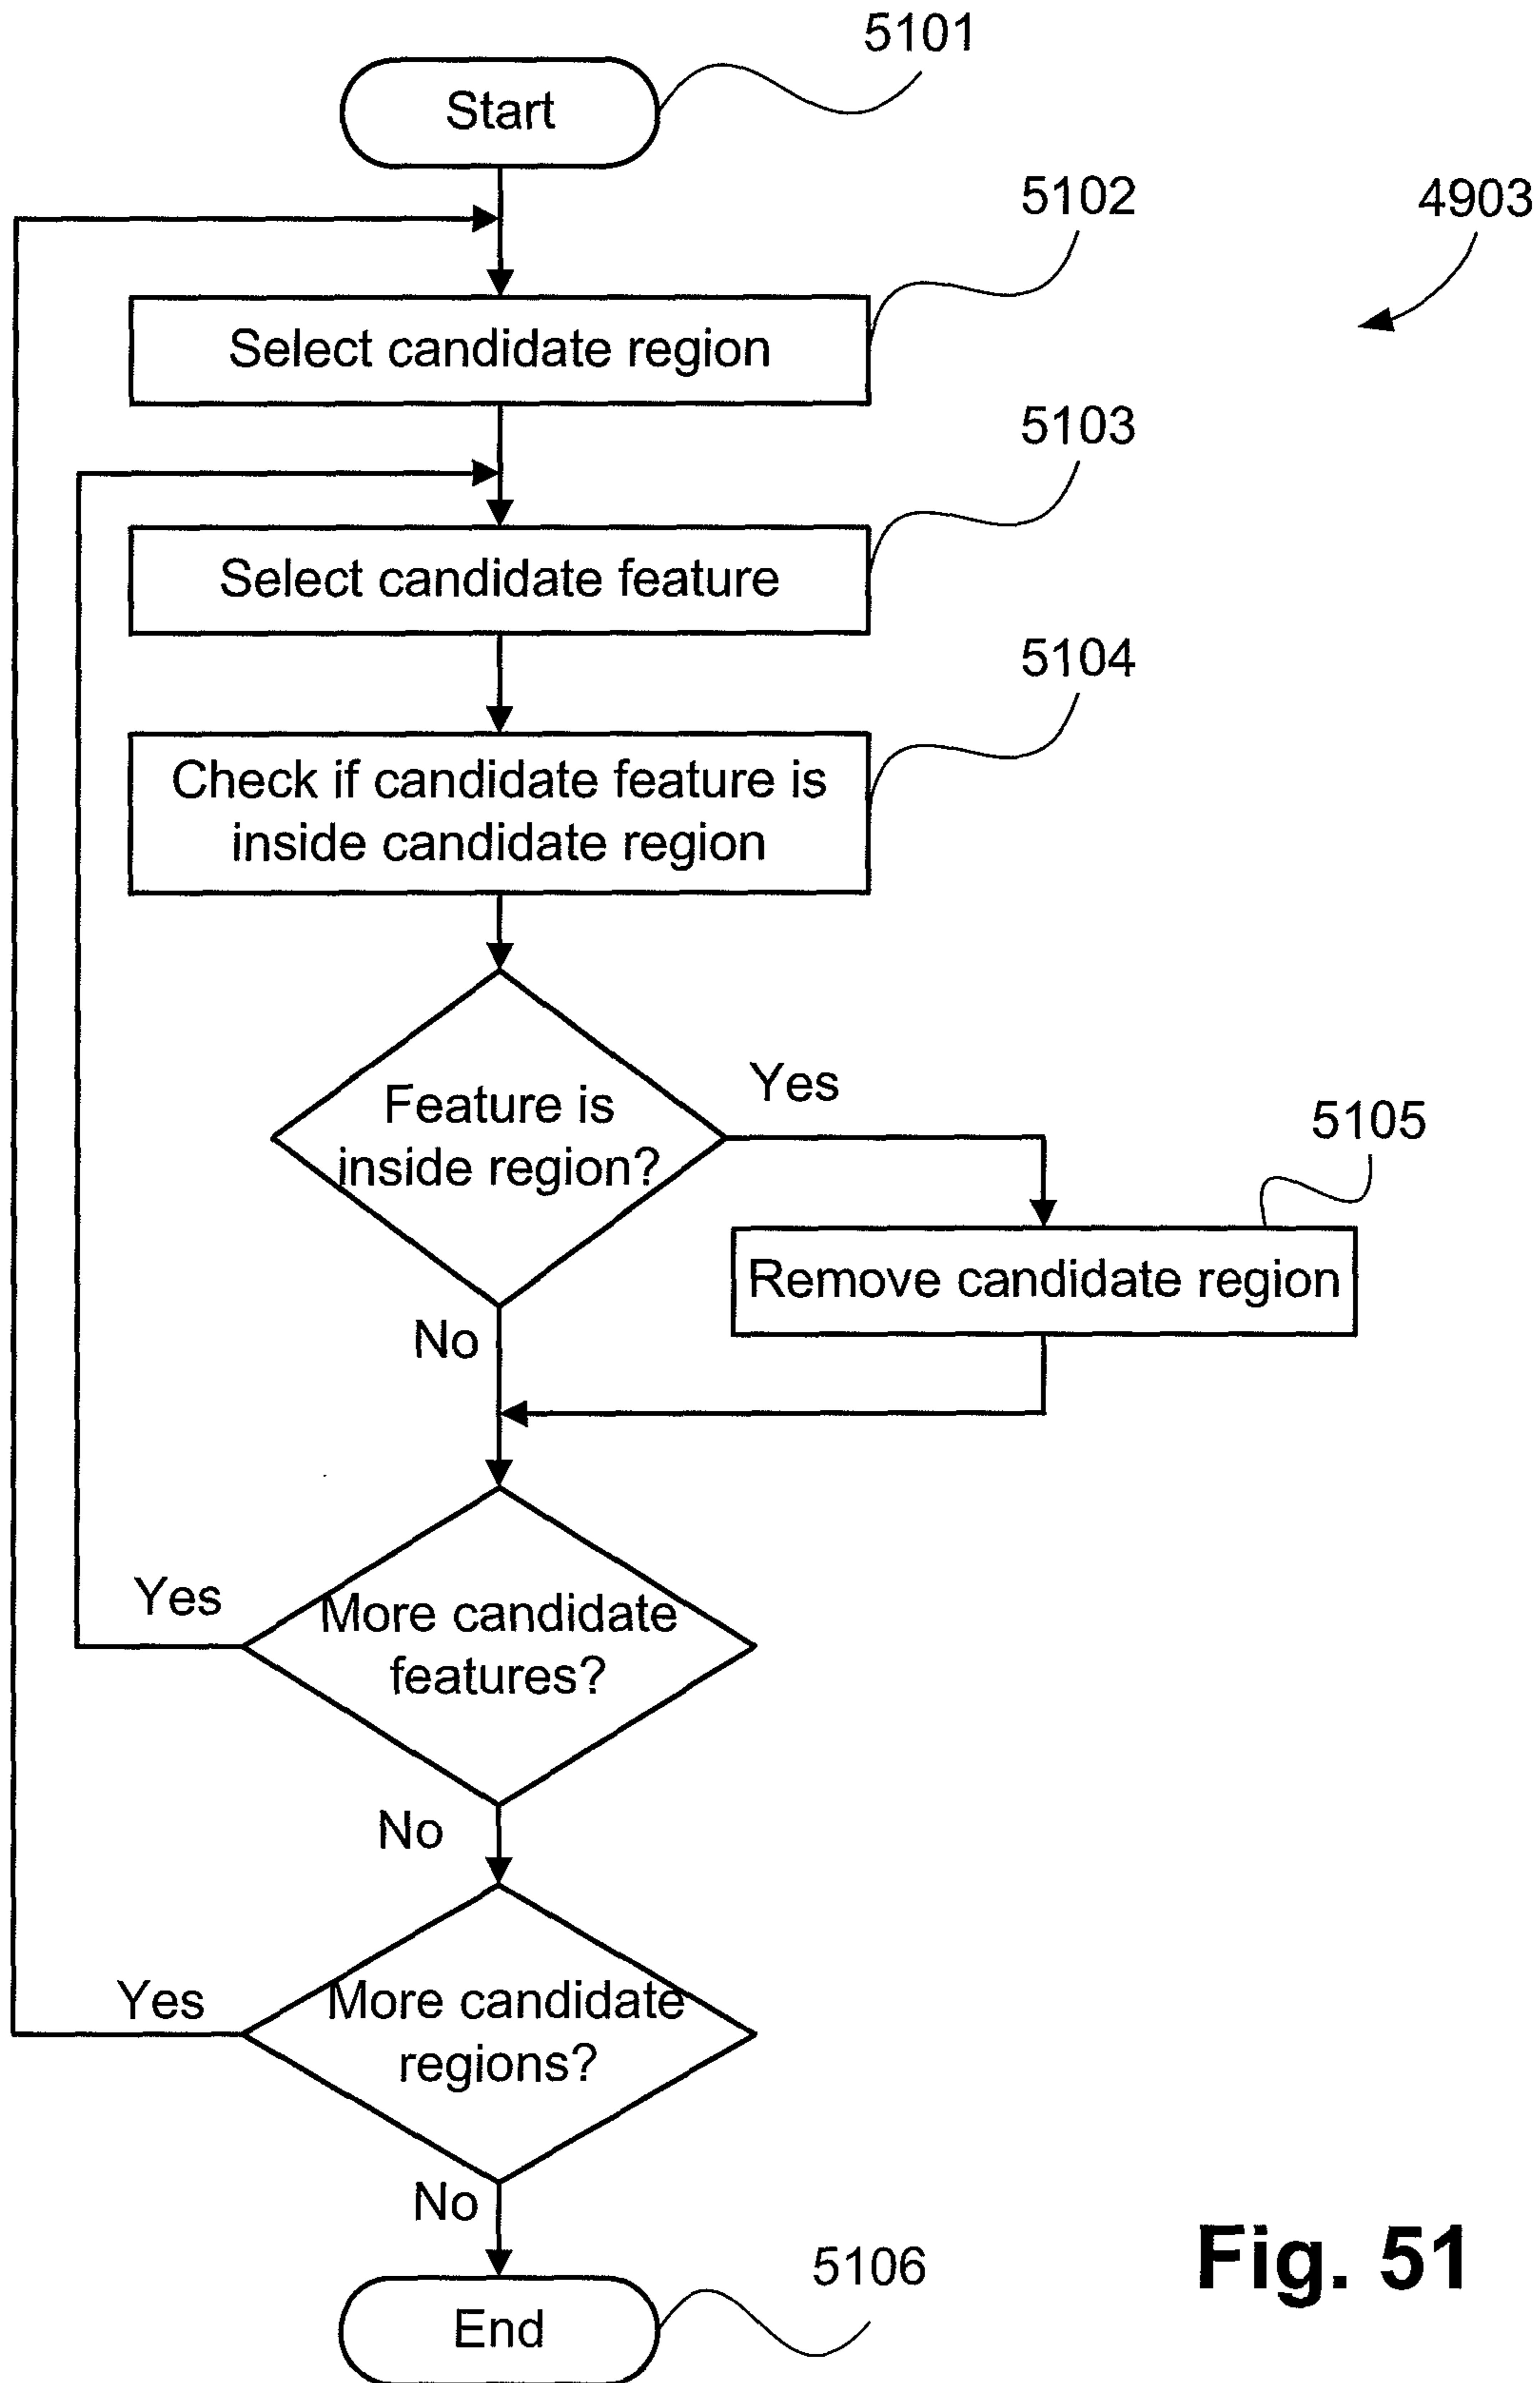 5101
Start
5102
4903
Select candidate region
5103
Select candidate feature
5104
Check if candidate feature is
inside candidate region
Yes
Feature is
inside region?
5105
Remove candidate region
No
Yes
More candidate
features?
No
Yes
More candidate
regions?
No
5106
End
Fig. 51